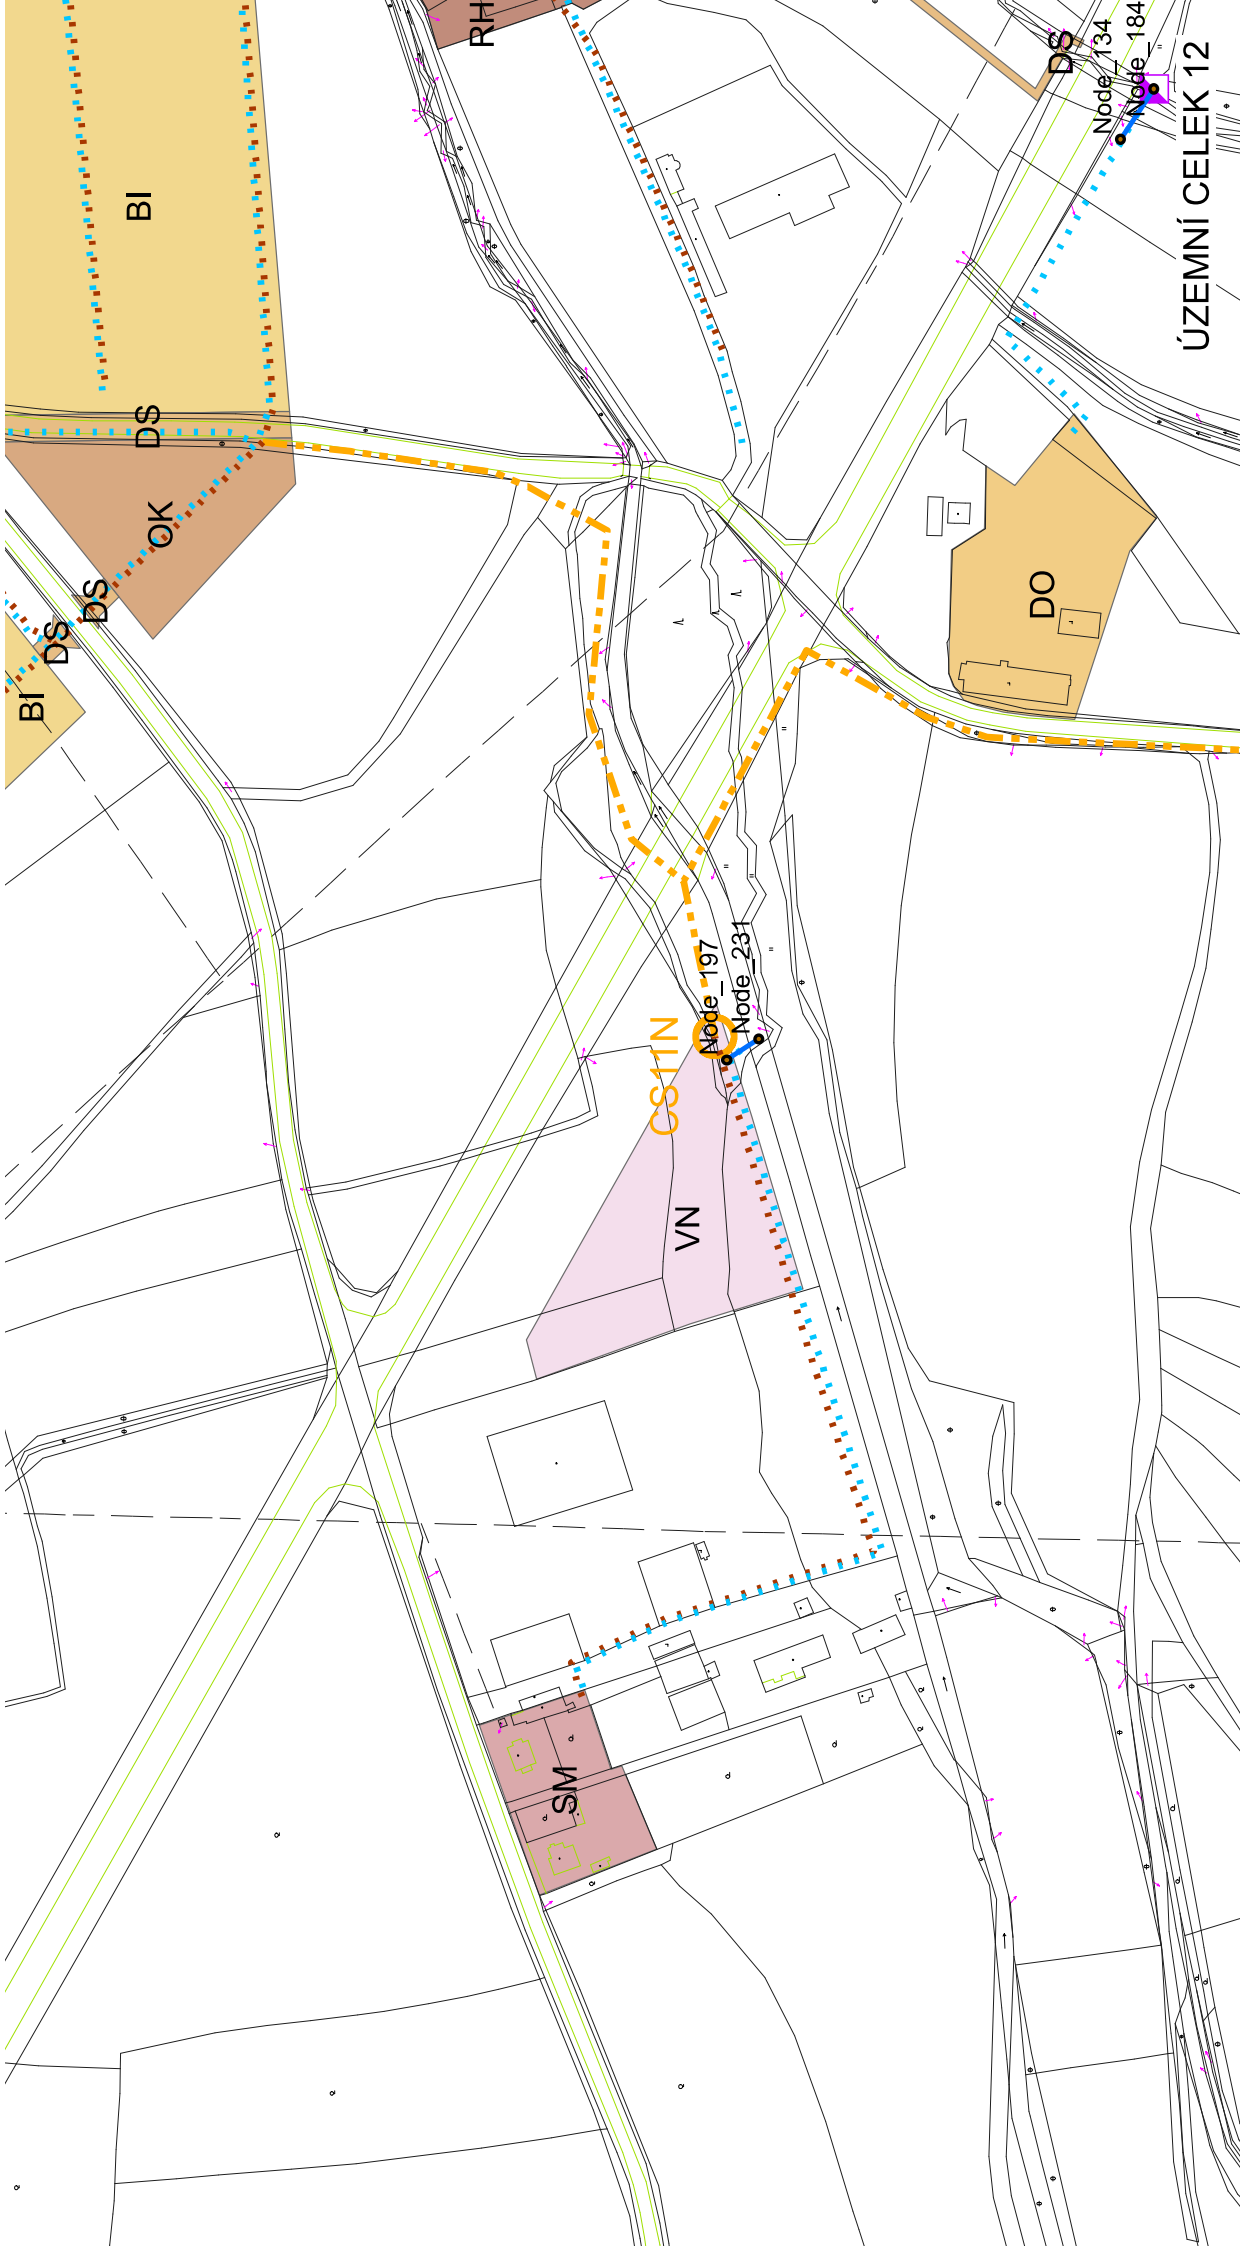 RH
DS
Node_134
Node_184
ÚZEMNÍ CELEK 12
BI
DS
OK
DS
DS
BI
DO
Node_197
Node_231
CS11N
VN
SM